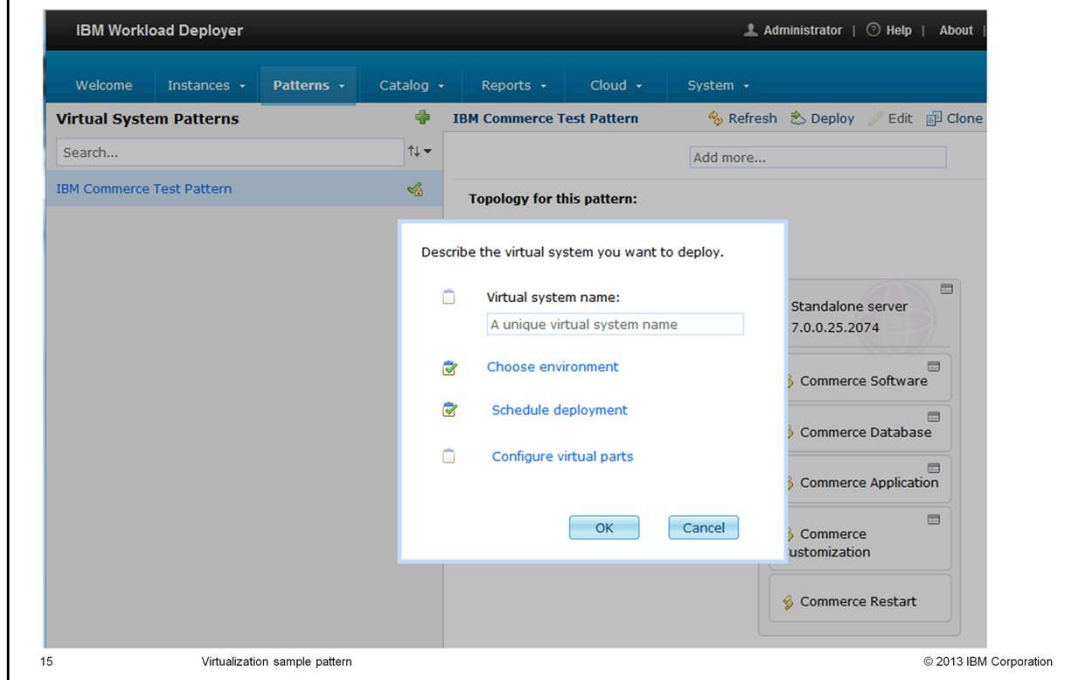 IBM Workload Deployer
Administrator | Help | About |
Welcome Instances Patterns Catalog Reports Cloud System
Virtual System Patterns
IBM Commerce Test Pattern Refresh Deploy Edit Clone
Search...
Add more...
IBM Commerce Test Pattern
Topology for this pattern:
Describe the virtual system you want to deploy.
Virtual system name:
A unique virtual system name
Choose environment
Schedule deployment
Configure virtual parts
OK Cancel
Standalone server
7.0.0.25.2074
Commerce Software
Commerce Database
Commerce Application
Commerce
ustomization
Commerce Restart
15 Virtualization sample pattern © 2013 IBM Corporation